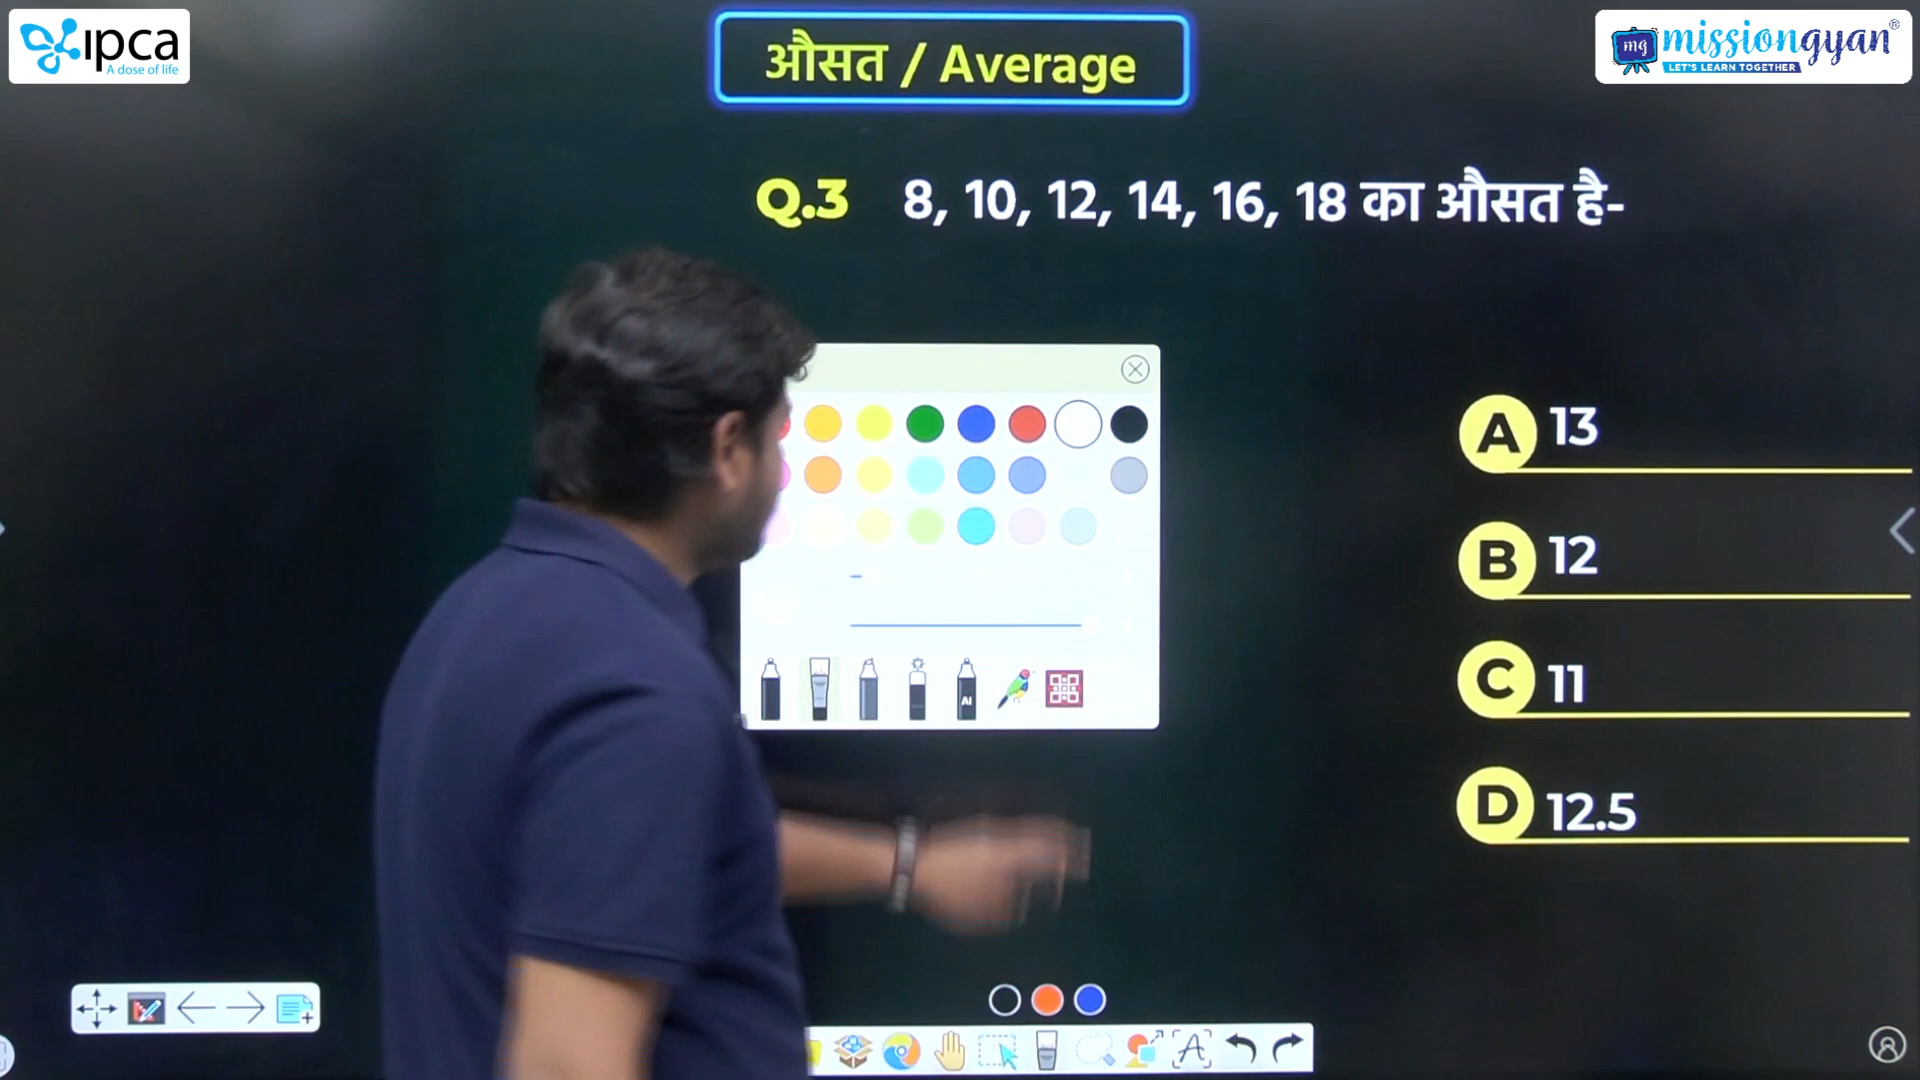 ipca
A dose of life
औसत / Average
mg missiongyan®
LET'S LEARN TOGETHER
Q.3 8, 10, 12, 14, 16, 18 का औसत है-
A 13
B 12
C 11
D 12.5
AI
A